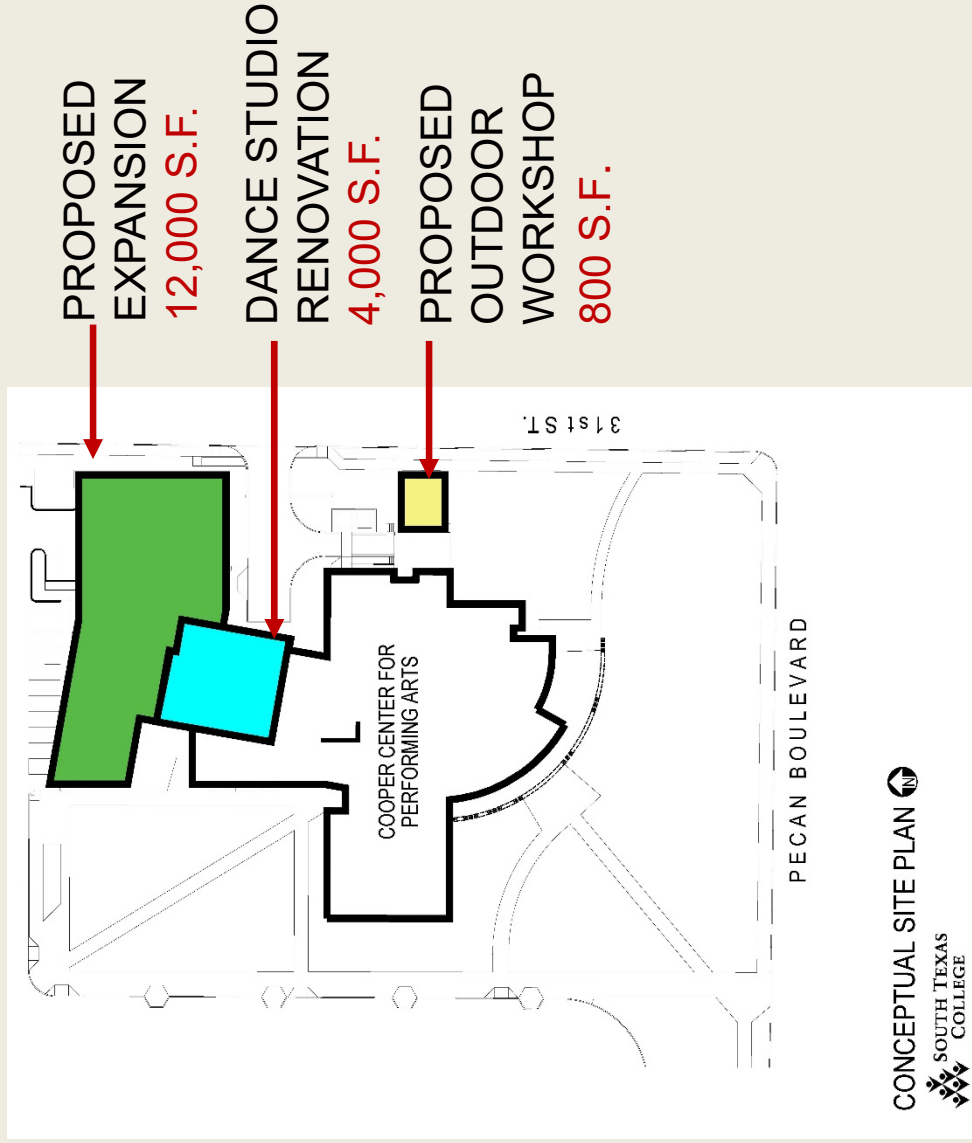 PROPOSED
EXPANSION
12,000 S.F.
DANCE STUDIO
RENOVATION
4,000 S.F.
PROPOSED
OUTDOOR
WORKSHOP
800 S.F.
31st ST.
COOPER CENTER FOR
PERFORMING ARTS
PECAN BOULEVARD
CONCEPTUAL SITE PLAN
N
SOUTH TEXAS
COLLEGE